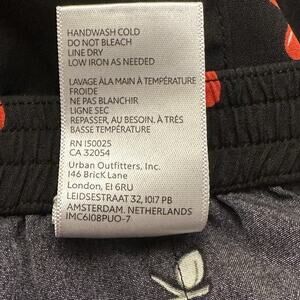 HANDWASH COLD
DO NOT BLEACH
LINE DRY
LOW IRON AS NEEDED
LAVAGE À LA MAIN À TEMPÉRATURE
FROIDE
NE PAS BLANCHIR
LIGNE SEC
REPASSER, AU BESOIN. À TRÈS
BASSE TEMPÉRATURE
RN 150025
CA 32054
Urban Outfitters, Inc.
146 BricK Lane
London, E1 6RU
LEIDSESTRAAT 32, 1017 PB
AMSTERDAM. NETHERLANDS
IMC6108PUO-7